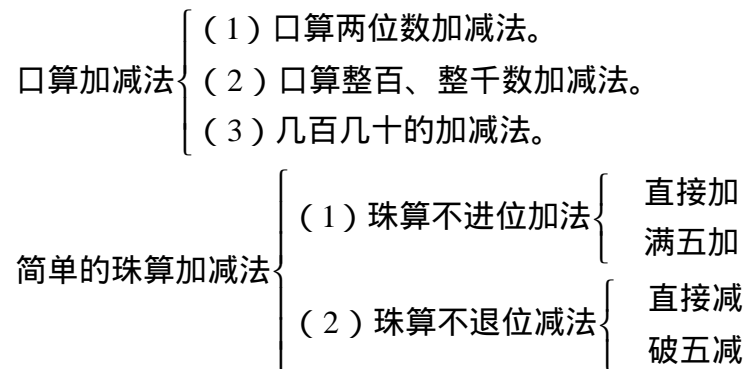 口算加减法
（1）口算两位数加减法。
（2）口算整百、整千数加减法。
（3）几百几十的加减法。
简单的珠算加减法
（1）珠算不进位加法
直接加
满五加
（2）珠算不退位减法
直接减
破五减